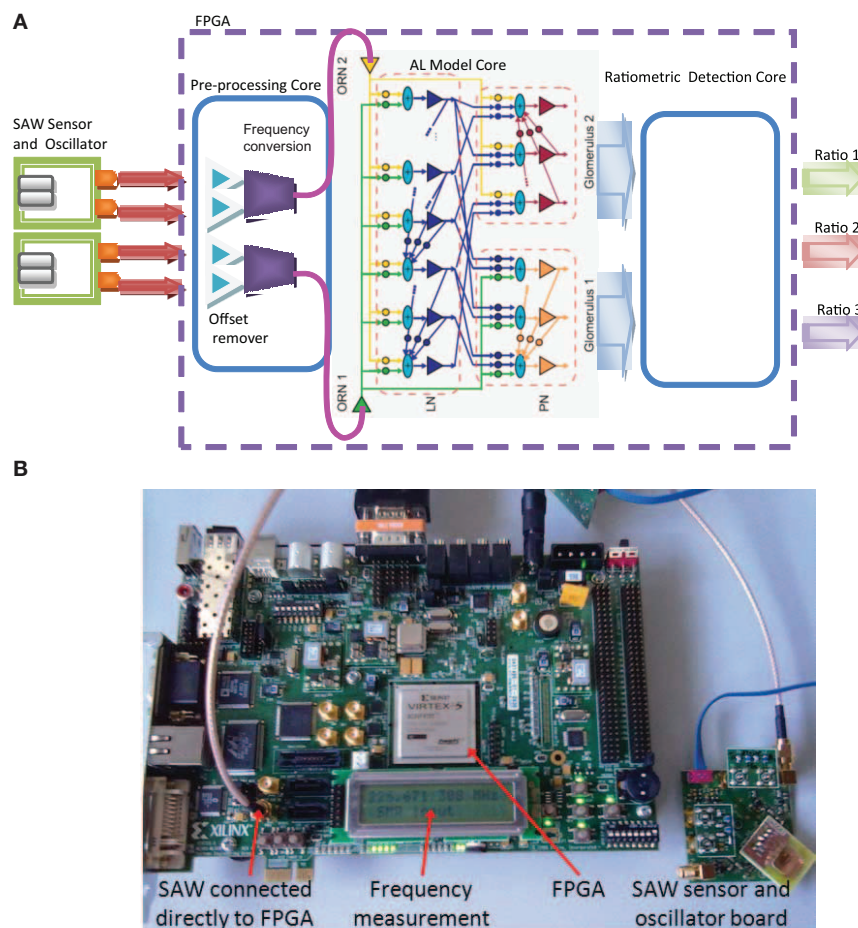 A
FPGA
ORN 2
AL Model Core
Pre-processing Core
Ratiometric Detection Core
SAW Sensor
and Oscillator
Frequency
conversion
Glomerulus 2
Ratio 1
Ratio 2
Ratio 3
Offset
remover
Glomerulus 1
ORN 1
LN
PN
B
XILINX
VIRTEX-5
XILINX
SAW connected
directly to FPGA
Frequency
measurement
FPGA
SAW sensor and
oscillator board